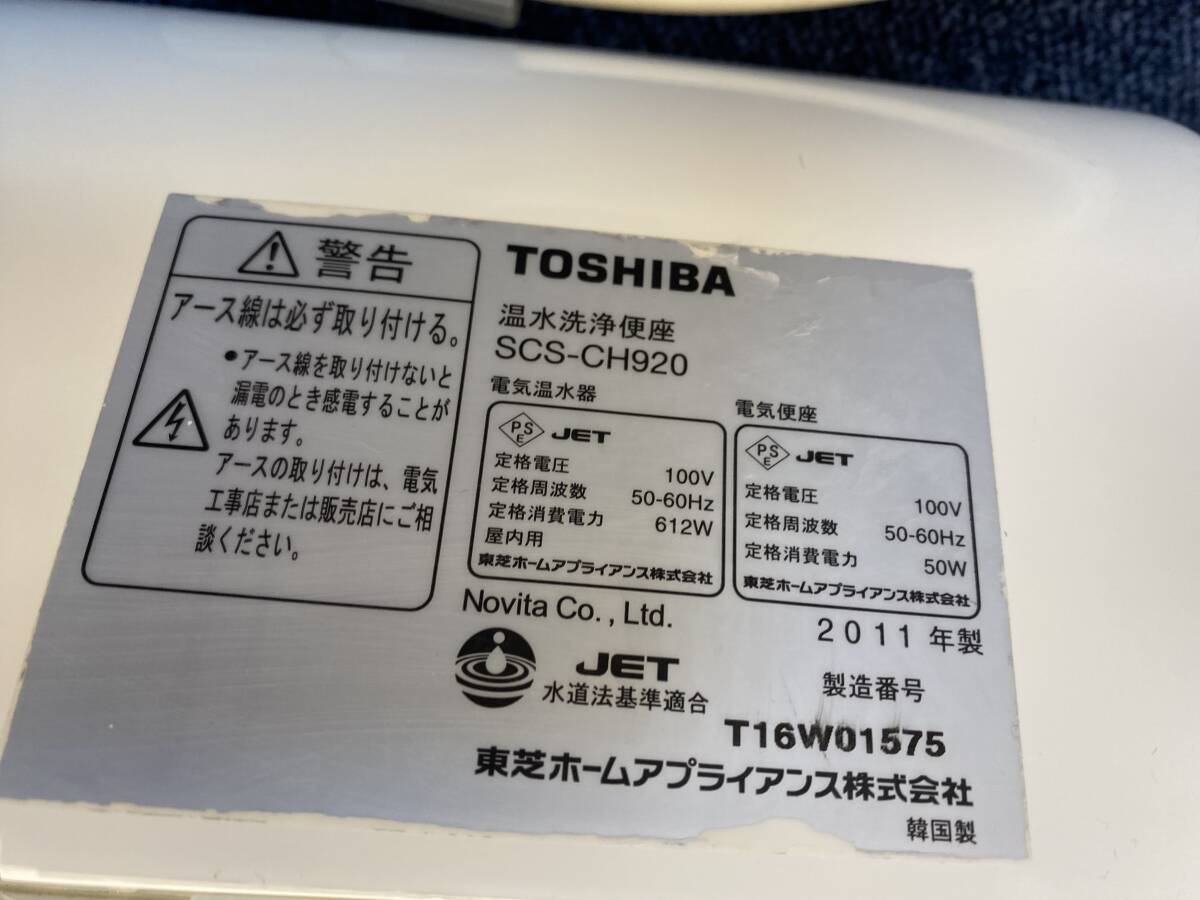 警告
アース線は必ず取り付ける。
●アース線を取り付けないと
漏電のとき感電することが
あります。
アースの取り付けは、電気
工事店または販売店にご相
談ください。
TOSHIBA
温水洗浄便座
SCS-CH920
電気温水器
PSE JET
定格電圧 100V
定格周波数 50-60Hz
定格消費電力 612W
屋内用
東芝ホームアプライアンス株式会社
電気便座
PSE JET
定格電圧 100V
定格周波数 50-60Hz
定格消費電力 50W
東芝ホームアプライアンス株式会社
Novita Co., Ltd.
2011年製
JET
水道法基準適合
製造番号
T16W01575
東芝ホームアプライアンス株式会社
韓国製